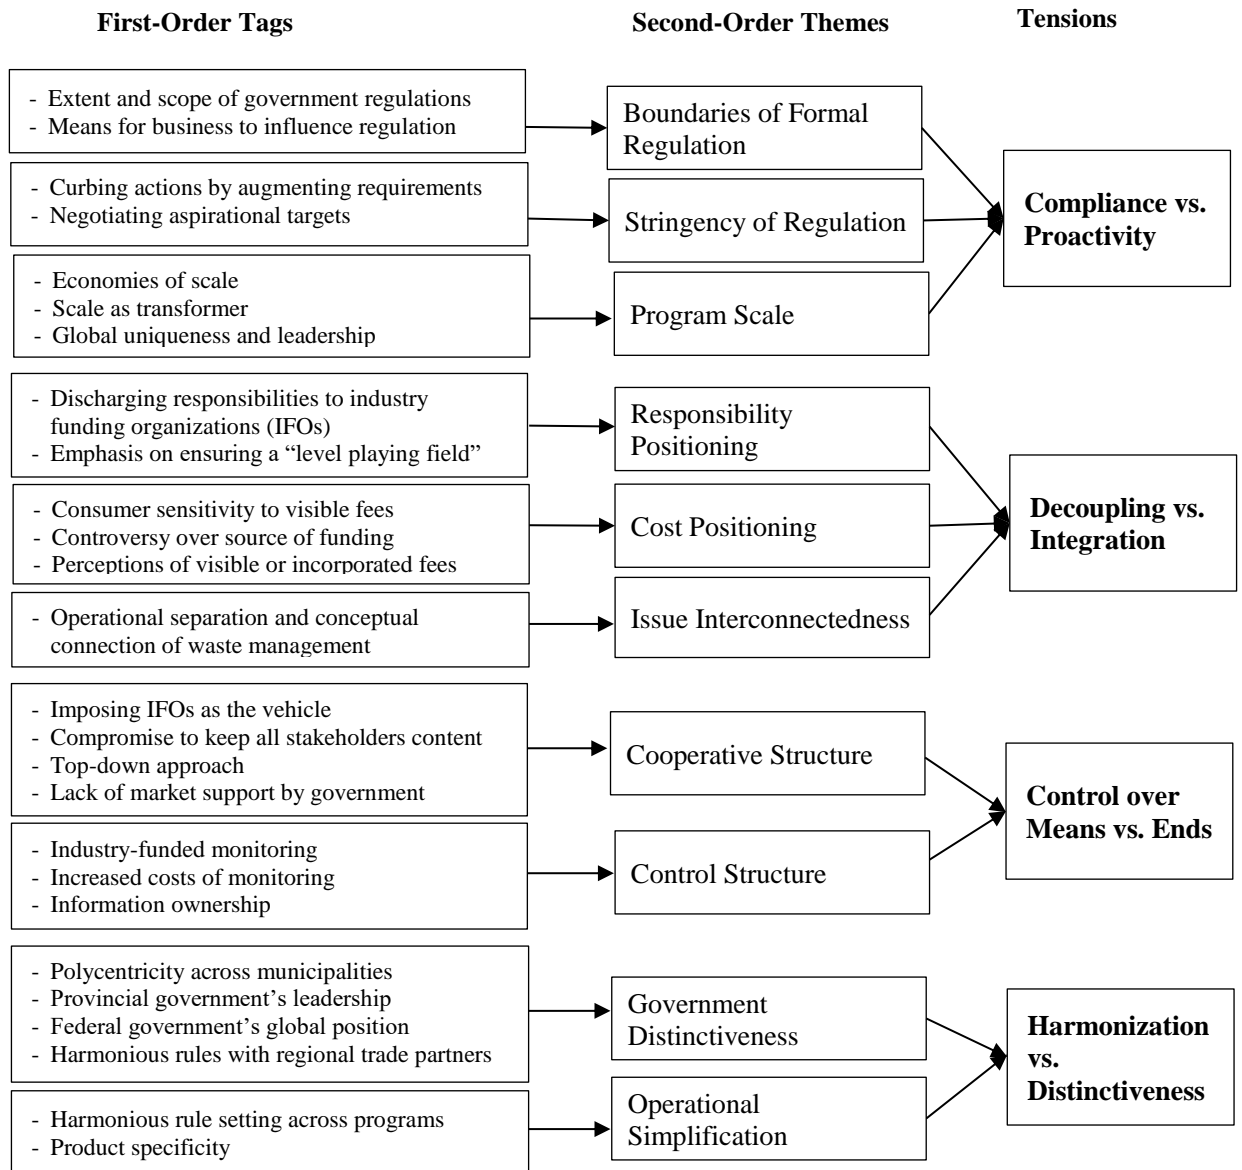 First-Order Tags
Second-Order Themes
Tensions
- Extent and scope of government regulations
- Means for business to influence regulation
Boundaries of Formal
Regulation
- Curbing actions by augmenting requirements
- Negotiating aspirational targets
Stringency of Regulation
- Economies of scale
- Scale as transformer
- Global uniqueness and leadership
Program Scale
Compliance vs.
Proactivity
- Discharging responsibilities to industry
funding organizations (IFOs)
- Emphasis on ensuring a “level playing field”
Responsibility
Positioning
- Consumer sensitivity to visible fees
- Controversy over source of funding
- Perceptions of visible or incorporated fees
Cost Positioning
- Operational separation and conceptual
connection of waste management
Issue Interconnectedness
Decoupling vs.
Integration
- Imposing IFOs as the vehicle
- Compromise to keep all stakeholders content
- Top-down approach
- Lack of market support by government
Cooperative Structure
- Industry-funded monitoring
- Increased costs of monitoring
- Information ownership
Control Structure
Control over
Means vs. Ends
- Polycentricity across municipalities
- Provincial government’s leadership
- Federal government’s global position
- Harmonious rules with regional trade partners
Government
Distinctiveness
- Harmonious rule setting across programs
- Product specificity
Operational
Simplification
Harmonization
vs.
Distinctiveness